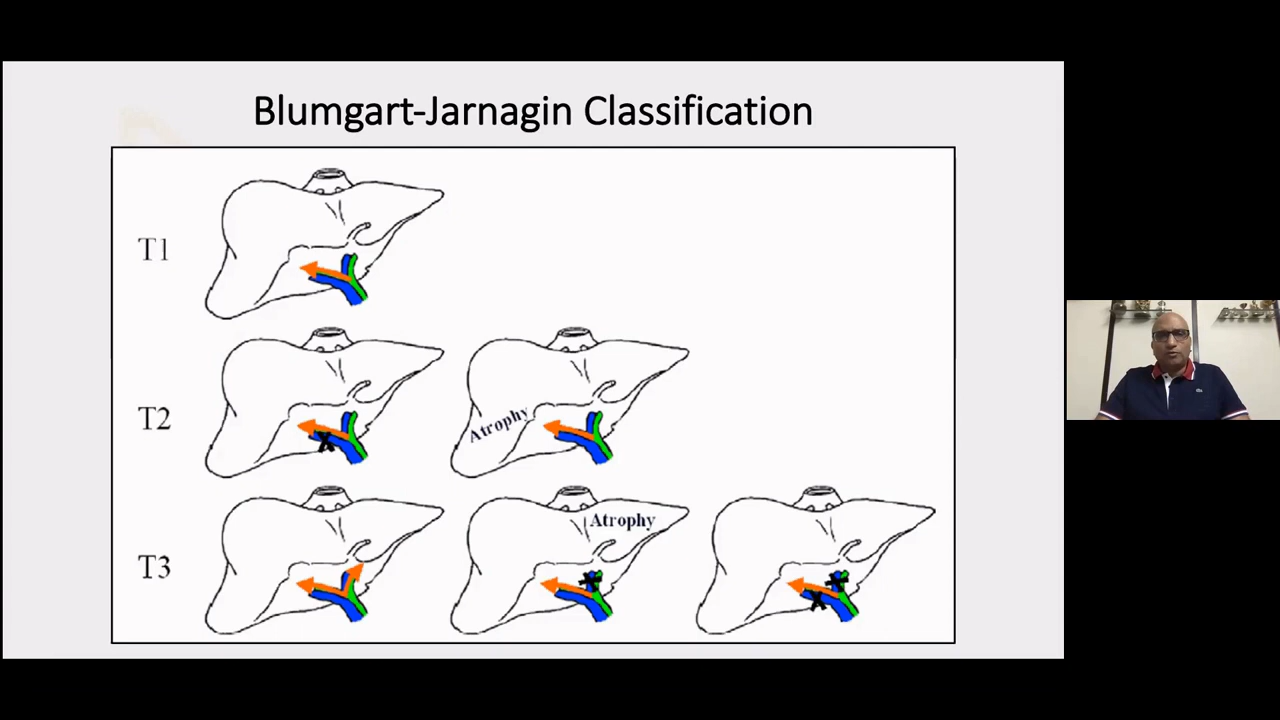 Blumgart-Jarnagin Classification
T1
T2
Atrophy
T3
Atrophy